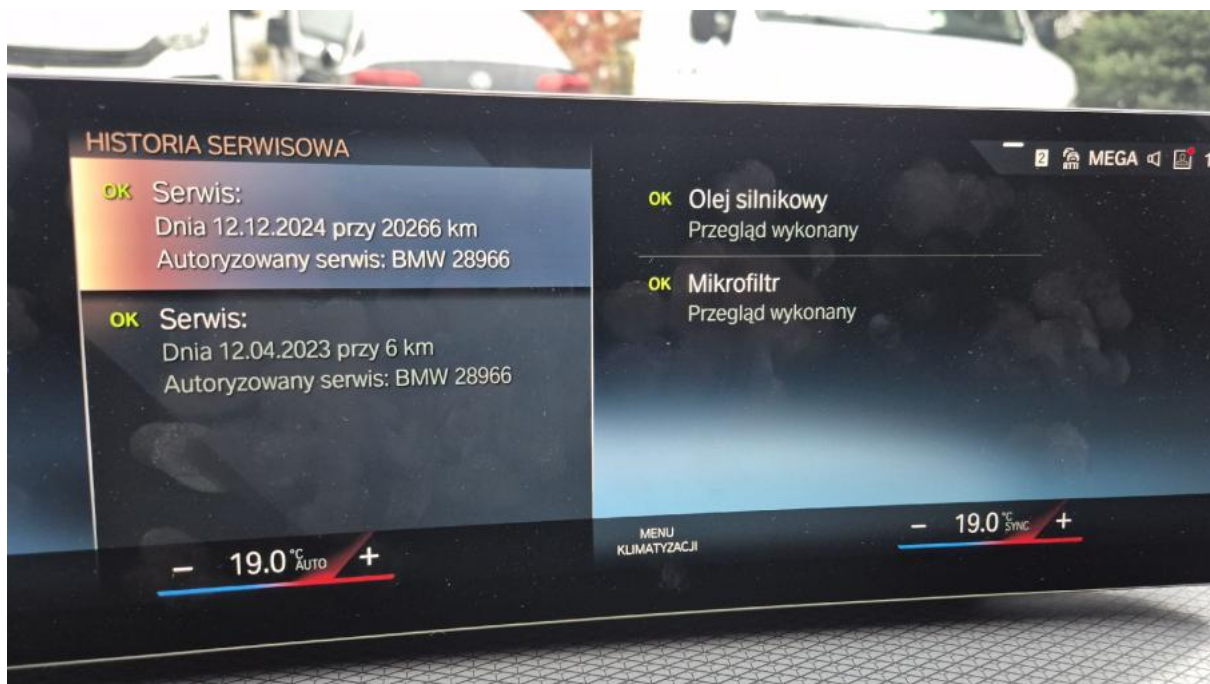 HISTORIA SERWISOWA
OK Serwis:
Dnia 12.12.2024 przy 20266 km
Autoryzowany serwis: BMW 28966
OK Serwis:
Dnia 12.04.2023 przy 6 km
Autoryzowany serwis: BMW 28966
2 RTTI MEGA 1
OK Olej silnikowy
Przegląd wykonany
OK Mikrofiltr
Przegląd wykonany
− 19.0 °C AUTO +
MENU
KLIMATYZACJI
− 19.0 °C SYNC +